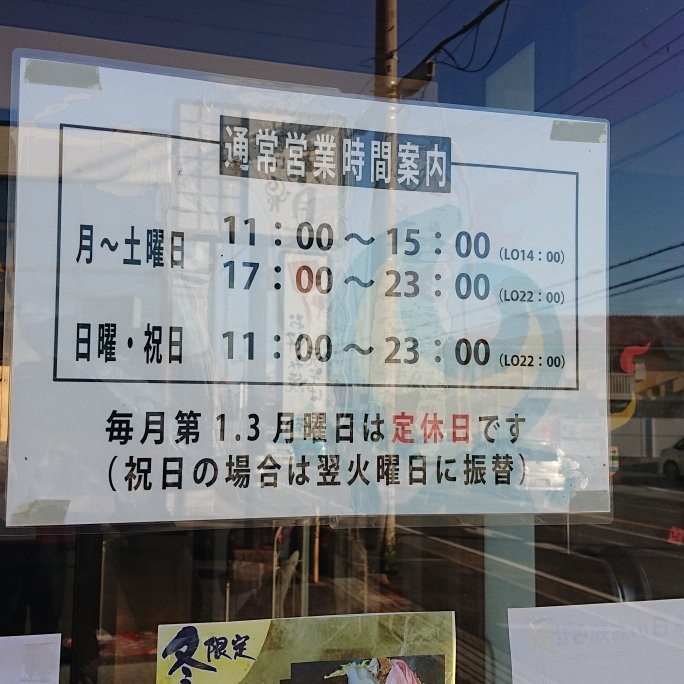 通常営業時間案内
月～土曜日 11：00～15：00（LO14：00）
17：00～23：00（LO22：00）
日曜・祝日 11：00～23：00（LO22：00）
毎月第1.3月曜日は定休日です
（祝日の場合は翌火曜日に振替）
冬限定